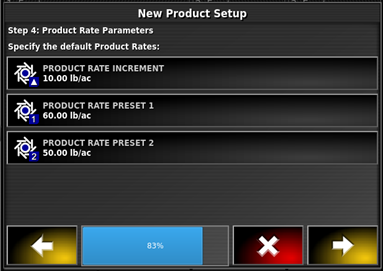 New Product Setup
Step 4: Product Rate Parameters
Specify the default Product Rates:
PRODUCT RATE INCREMENT
10.00 lb/ac
PRODUCT RATE PRESET 1
60.00 lb/ac
1
PRODUCT RATE PRESET 2
50.00 lb/ac
2
83%